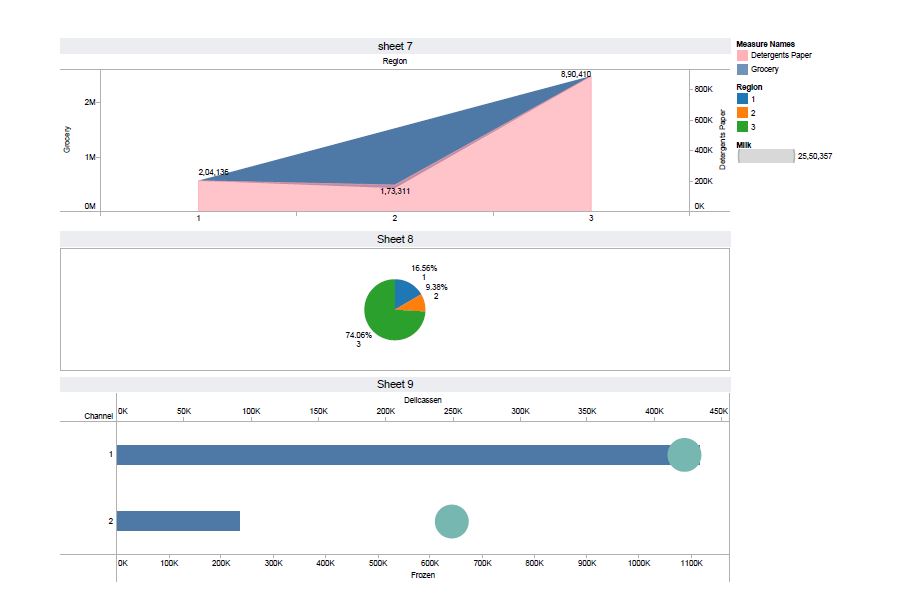 sheet 7
Region
2M
1M
0M
Grocery
2,04,136
1,73,311
8,90,410
800K
600K
400K
200K
0K
Detergents Paper
1 2 3
Measure Names
Detergents Paper
Grocery
Region
1
2
3
Milk
25,50,357
Sheet 8
16.56%
1
9.38%
2
74.06%
3
Sheet 9
Delicassen
Channel 0K 50K 100K 150K 200K 250K 300K 350K 400K 450K
1
2
0K 100K 200K 300K 400K 500K 600K 700K 800K 900K 1000K 1100K
Frozen